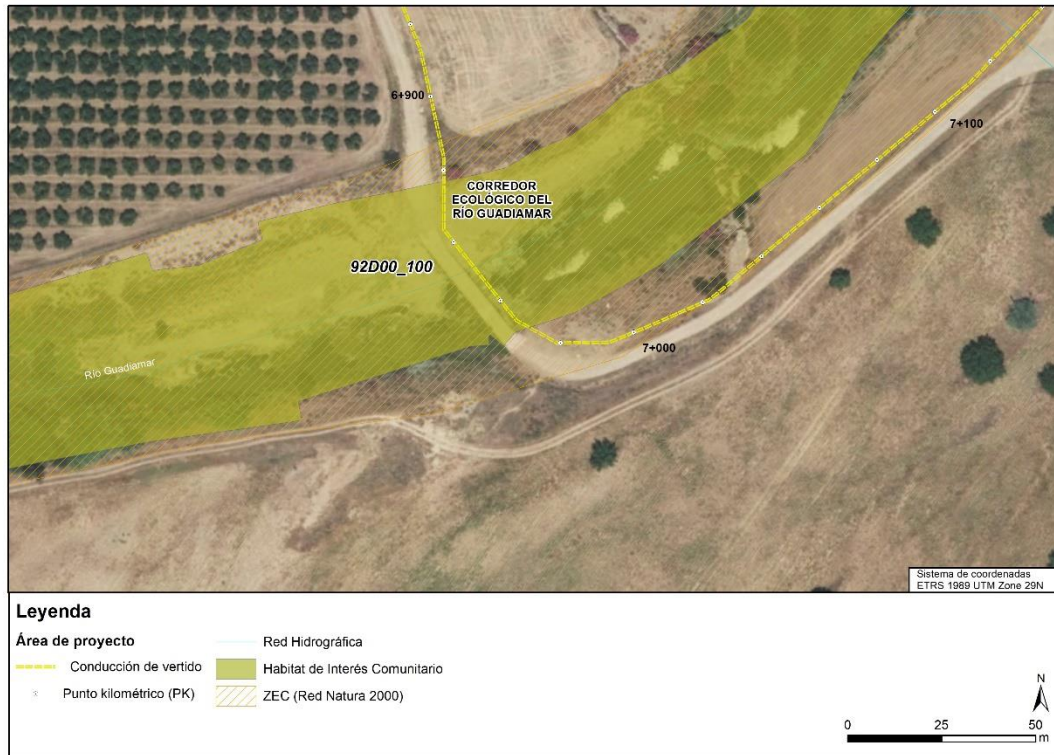 6+900
7+100
CORREDOR
ECOLÓGICO DEL
RÍO GUADIAMAR
92D00_100
7+000
Río Guadiamar
Sistema de coordenadas
ETRS 1989 UTM Zone 29N
Leyenda
Área de proyecto
Conducción de vertido
Punto kilométrico (PK)
Red Hidrográfica
Habitat de Interés Comunitario
ZEC (Red Natura 2000)
N
0 25 50
m